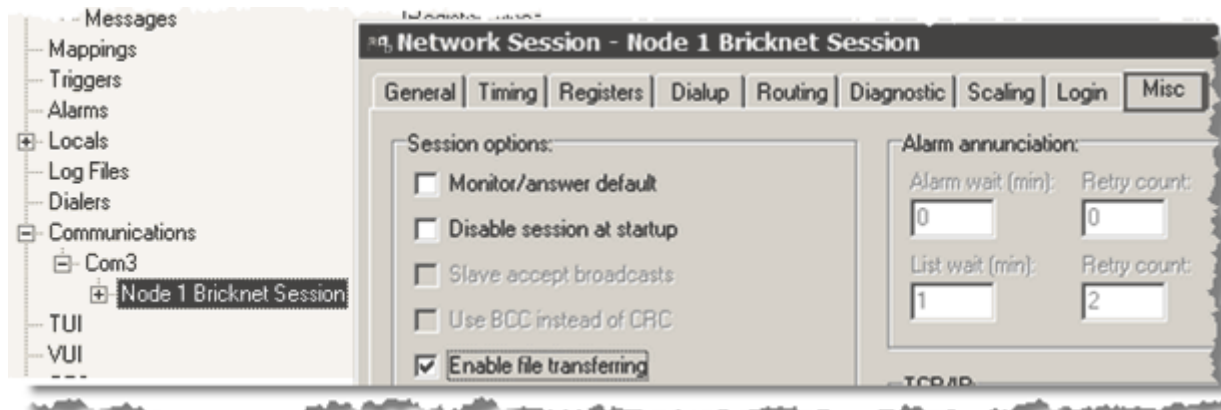 Messages
Mappings
Triggers
Alarms
Locals
Log Files
Dialers
Communications
Com3
Node 1 Bricknet Session
TUI
VUI
Network Session - Node 1 Bricknet Session
General Timing Registers Dialup Routing Diagnostic Scaling Login Misc
Session options:
Monitor/answer default
Disable session at startup
Slave accept broadcasts
Use BCC instead of CRC
Enable file transferring
Alarm annunciation:
Alarm wait (min): Retry count:
0 0
List wait (min): Retry count:
1 2
TCP/IP: